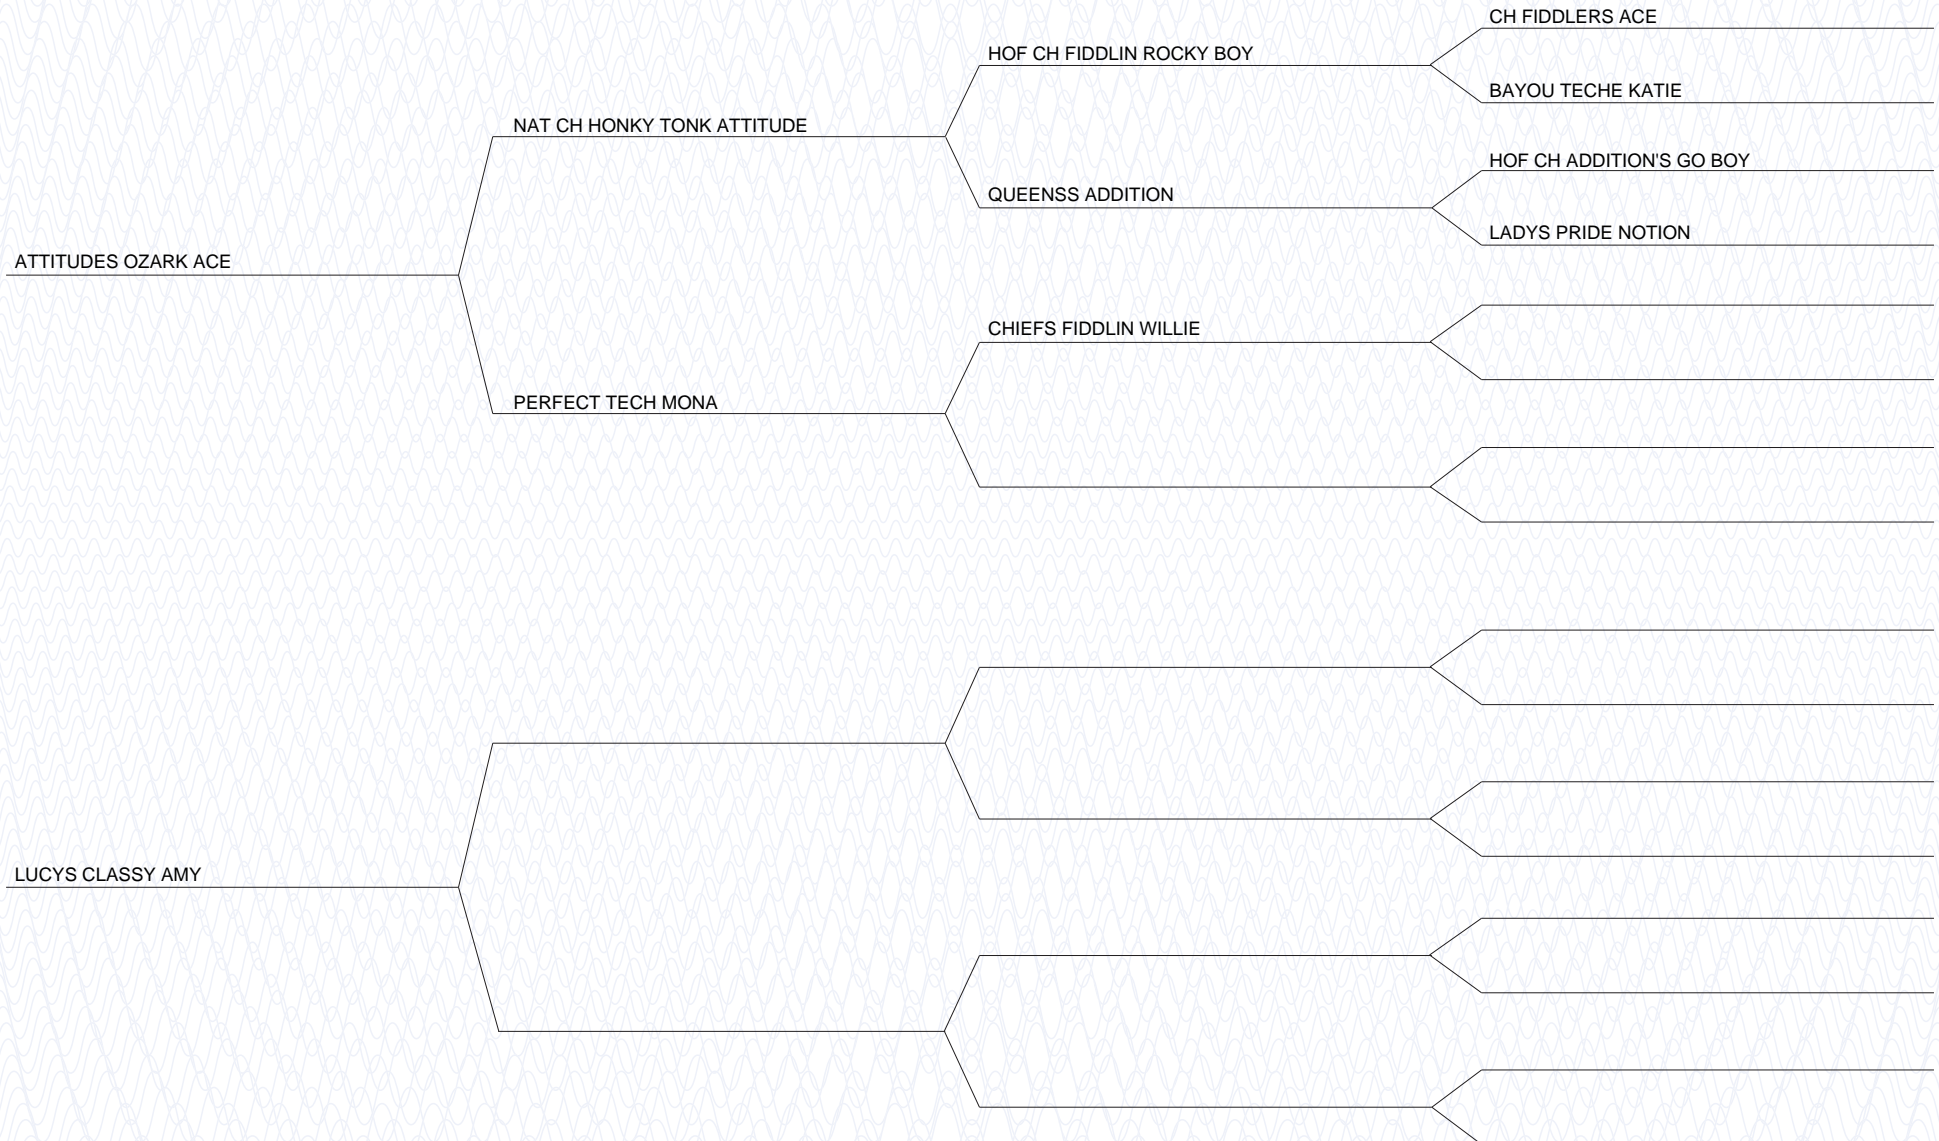 CH FIDDLERS ACE
HOF CH FIDDLIN ROCKY BOY
BAYOU TECHE KATIE
NAT CH HONKY TONK ATTITUDE
HOF CH ADDITION'S GO BOY
QUEENSS ADDITION
LADYS PRIDE NOTION
ATTITUDES OZARK ACE
CHIEFS FIDDLIN WILLIE
PERFECT TECH MONA
LUCYS CLASSY AMY